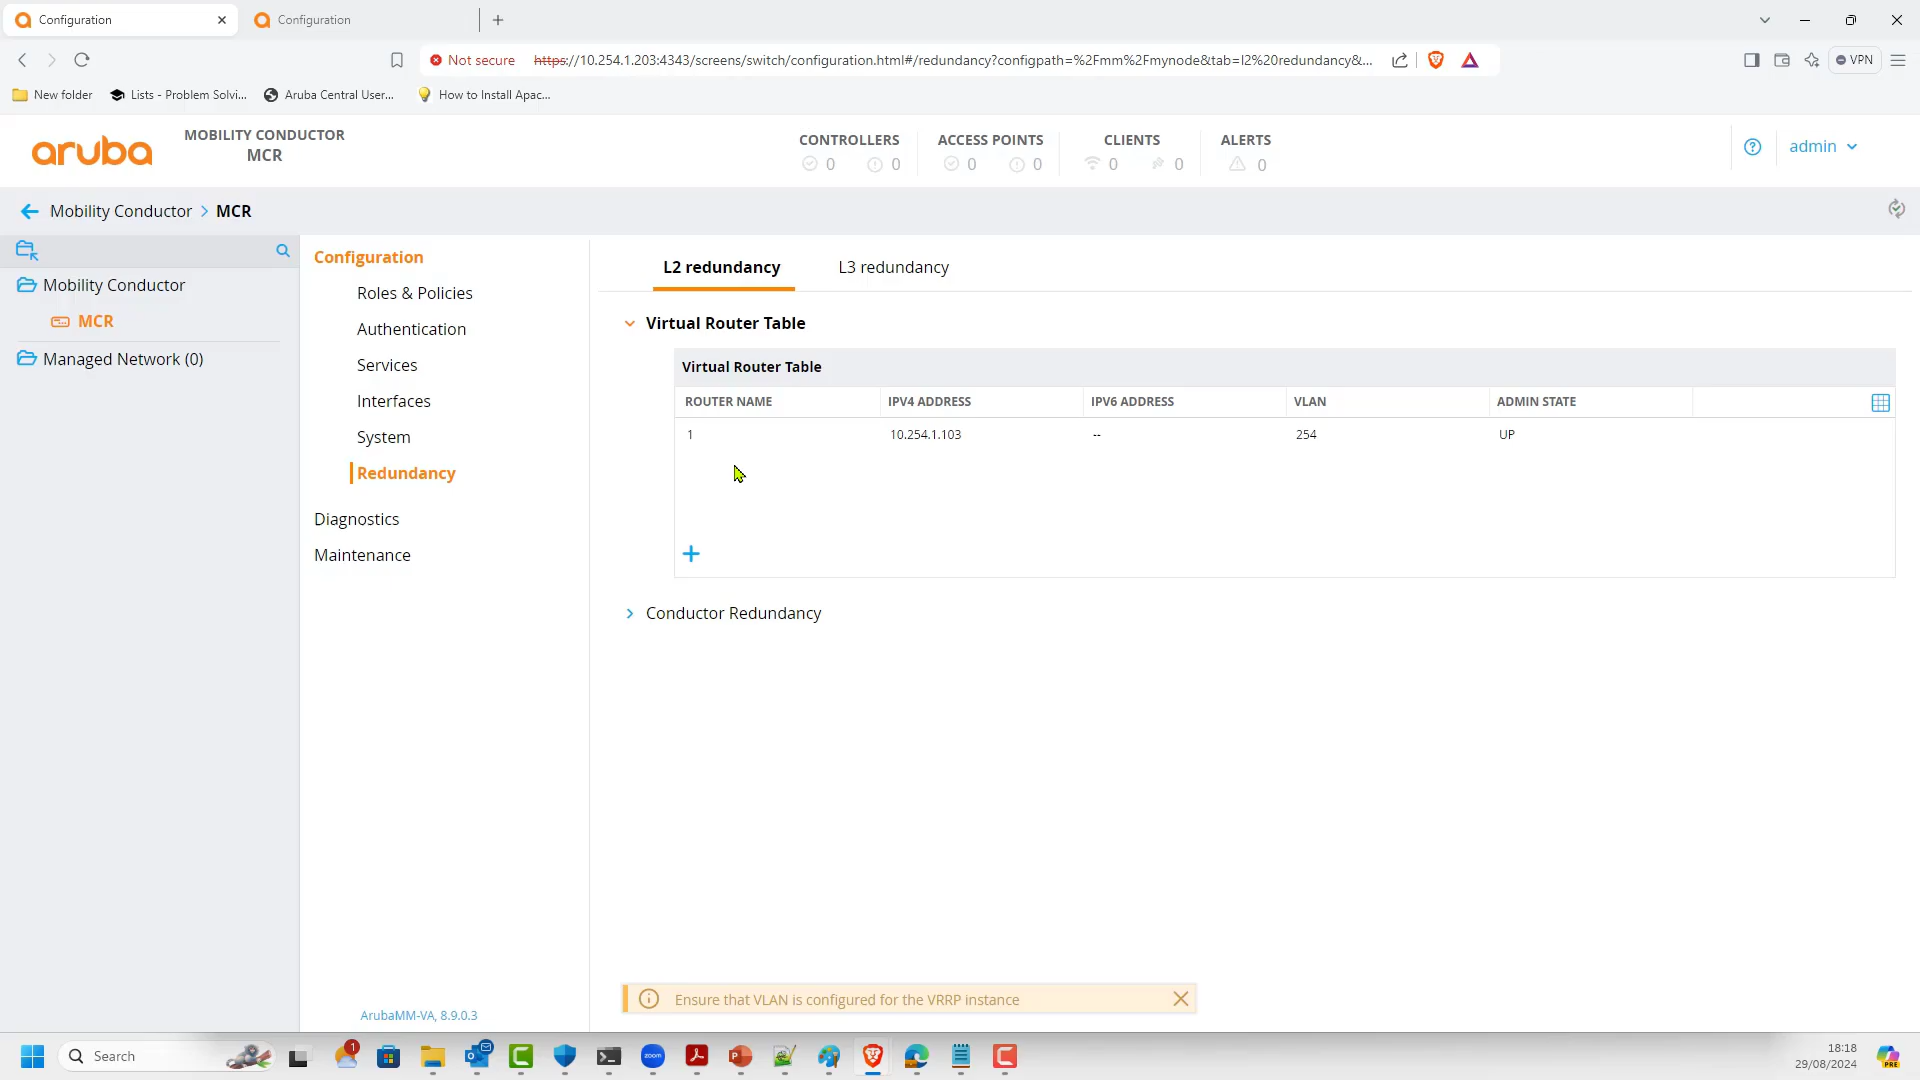 Configuration
Configuration
Not secure
https://10.254.1.203:4343/screens/switch/configuration.html#/redundancy?configpath=%2Fmm%2Fmynode&tab=l2%20redundancy&...
VPN
New folder
Lists - Problem Solvi...
Aruba Central User...
How to Install Apac...
aruba
MOBILITY CONDUCTOR
MCR
CONTROLLERS
0 0
ACCESS POINTS
0 0
CLIENTS
0 0
ALERTS
0
admin
Mobility Conductor > MCR
Mobility Conductor
MCR
Managed Network (0)
Configuration
Roles & Policies
Authentication
Services
Interfaces
System
Redundancy
Diagnostics
Maintenance
ArubaMM-VA, 8.9.0.3
L2 redundancy
L3 redundancy
Virtual Router Table
Virtual Router Table
ROUTER NAME IPV4 ADDRESS IPV6 ADDRESS VLAN ADMIN STATE
1 10.254.1.103 -- 254 UP
Conductor Redundancy
Ensure that VLAN is configured for the VRRP instance
Search
1
zoom
18:18
29/08/2024
PRE